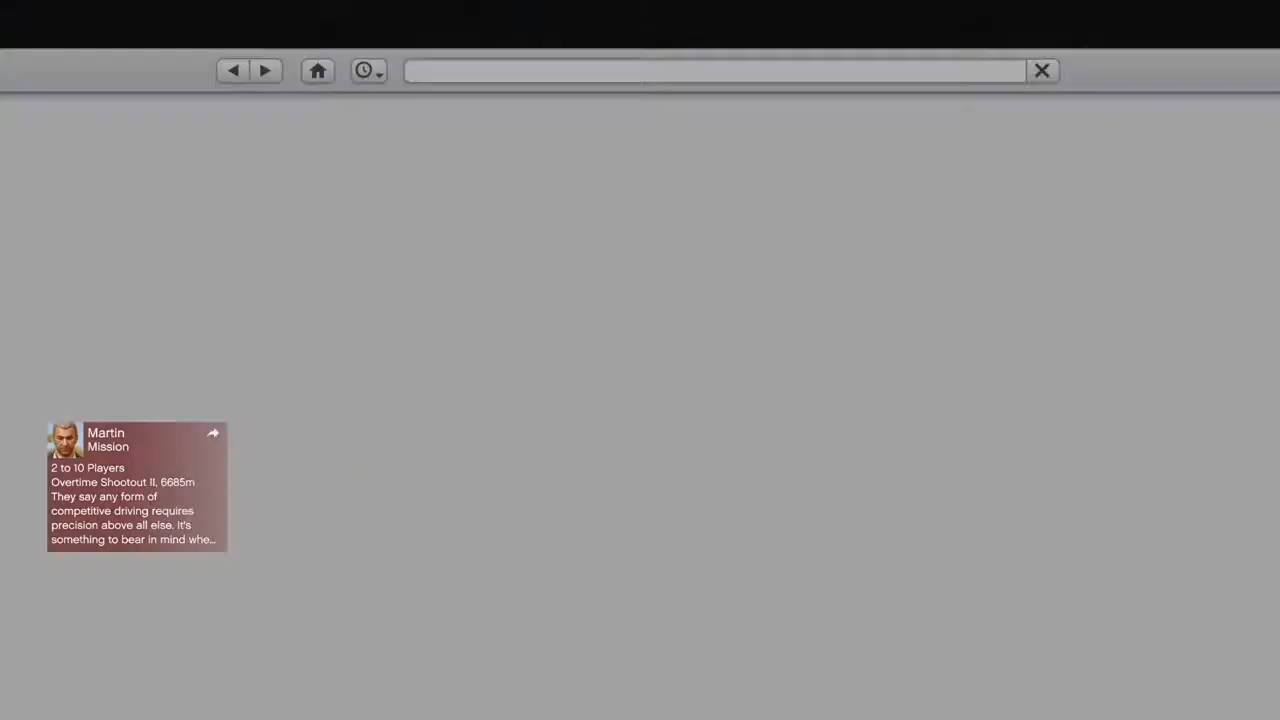 Martin
Mission
2 to 10 Players
Overtime Shootout II, 6685m
They say any form of
competitive driving requires
precision above all else. It's
something to bear in mind whe...